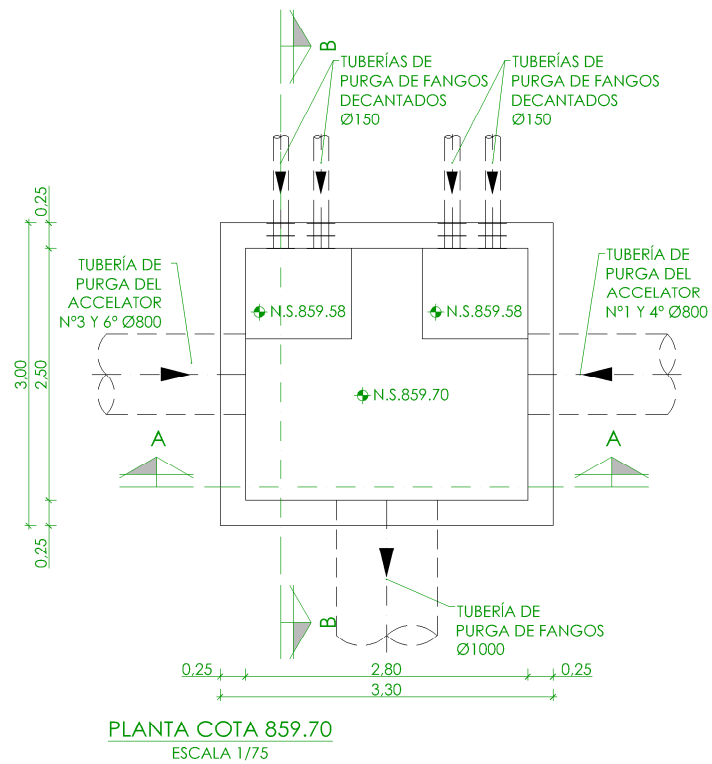 B
TUBERÍAS DE
PURGA DE FANGOS
DECANTADOS
Ø150
TUBERÍAS DE
PURGA DE FANGOS
DECANTADOS
Ø150
0,25
TUBERÍA DE
PURGA DEL
ACCELATOR
Nº3 Y 6º Ø800
TUBERÍA DE
PURGA DEL
ACCELATOR
Nº1 Y 4º Ø800
N.S.859.58
N.S.859.58
3,00
2,50
N.S.859.70
A
A
0,25
B
TUBERÍA DE
PURGA DE FANGOS
Ø1000
0,25
2,80
0,25
3,30
PLANTA COTA 859.70
ESCALA 1/75